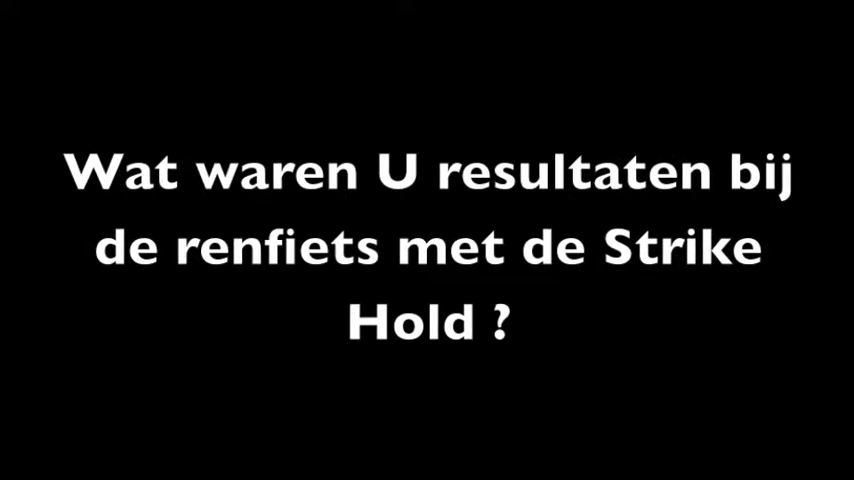 Wat waren U resultaten bij
de renfiets met de Strike
Hold ?